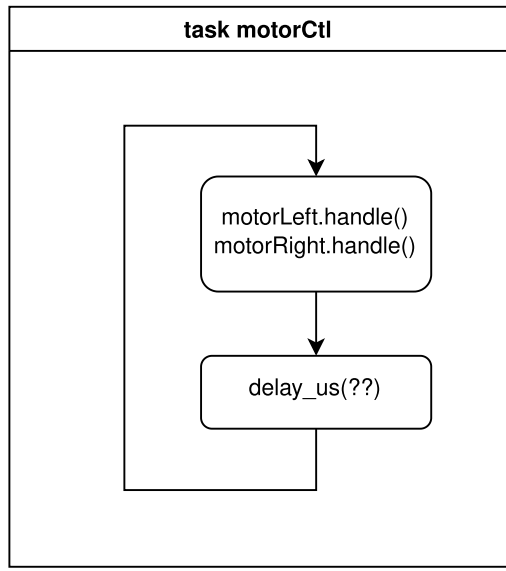 task motorCtl
motorLeft.handle()
motorRight.handle()
delay_us(??)